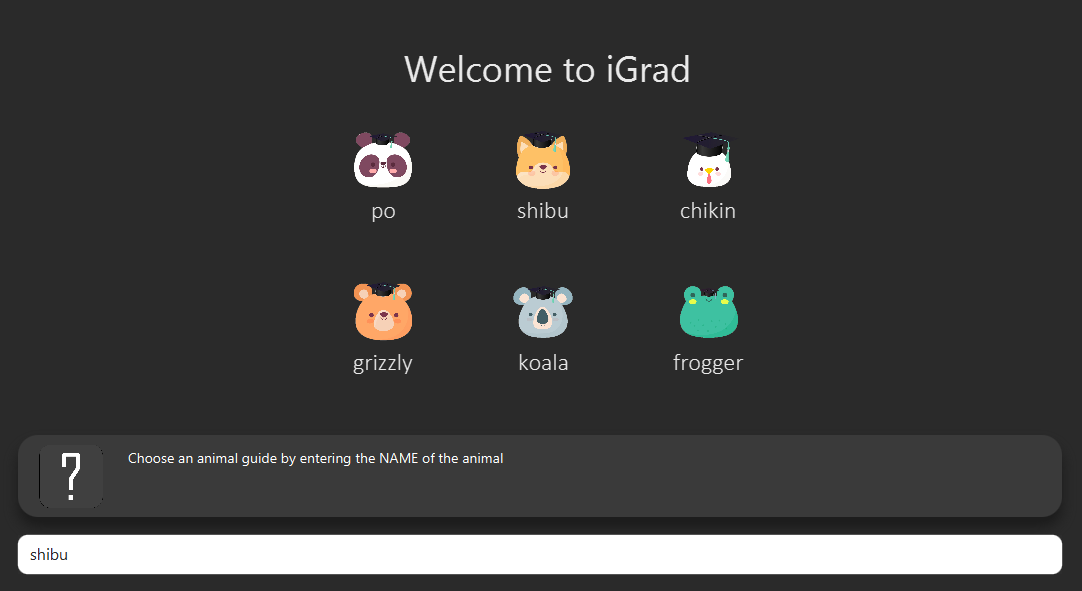 Welcome to iGrad
po shibu chikin
grizzly koala frogger
?
Choose an animal guide by entering the NAME of the animal
shibu